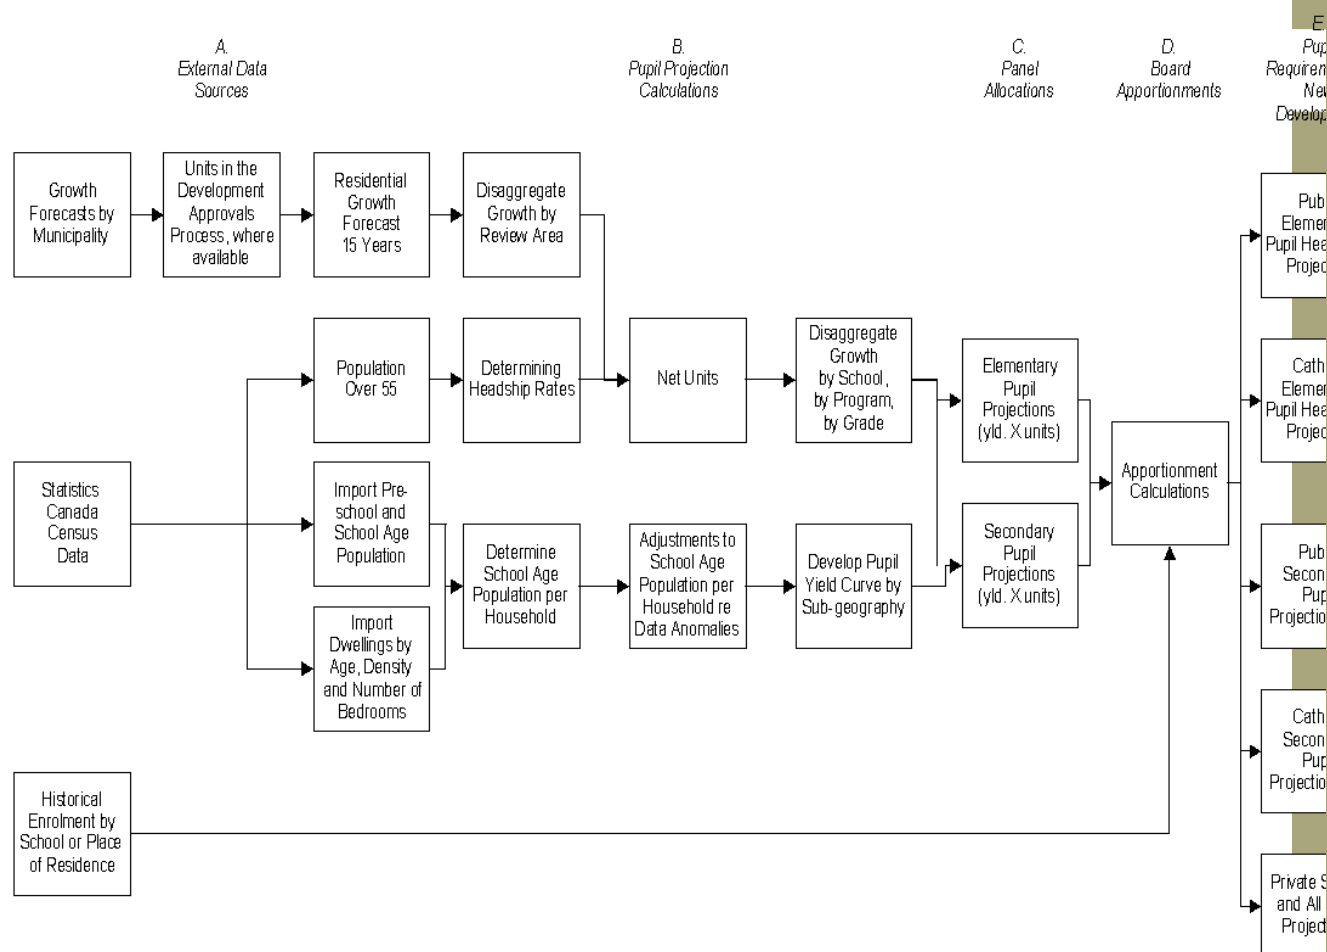 A.
External Data
Sources
B.
Pupil Projection
Calculations
C.
Panel
Allocations
D.
Board
Apportionments
E.
Growth
Forecasts by
Municipality
Units in the
Development
Approvals
Process, where
available
Residential
Growth
Forecast
15 Years
Disaggregate
Growth by
Review Area
Population
Over 55
Determining
Headship Rates
Net Units
Disaggregate
Growth
by School,
by Program,
by Grade
Elementary
Pupil
Projections
(yld. X units)
Apportionment
Calculations
Statistics
Canada
Census
Data
Import Pre-
school and
School Age
Population
Determine
School Age
Population per
Household
Adjustments to
School Age
Population per
Household re
Data Anomalies
Develop Pupil
Yield Curve by
Sub-geography
Secondary
Pupil
Projections
(yld. X units)
Import
Dwellings by
Age, Density
and Number of
Bedrooms
Historical
Enrolment by
School or Place
of Residence
Pupil
Private
and All